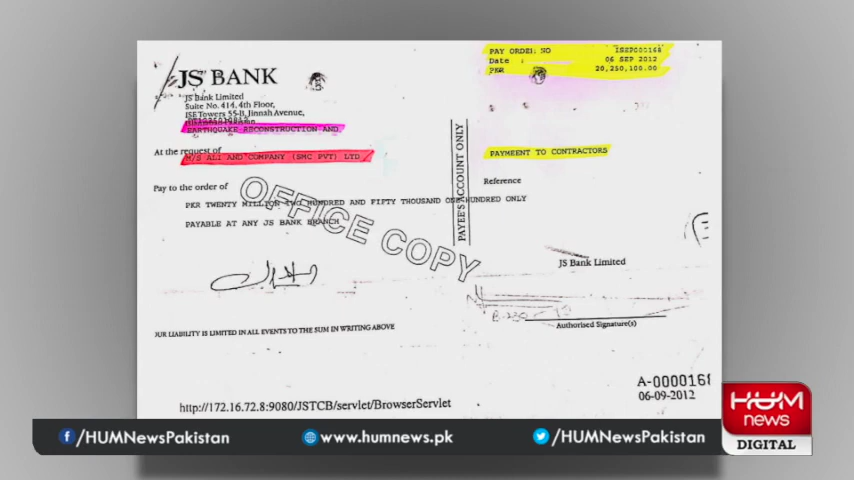 JS BANK
JS Bank Limited
Suite No. 414, 4th Floor,
ISE Towers 55-B, Jinnah Avenue,
EARTHQUAKE RECONSTRUCTION AND
At the request of
M/S ALI AND COMPANY (SMC PVT) LTD
Pay to the order of
PKR TWENTY MILLION TWO HUNDRED AND FIFTY THOUSAND ONE HUNDRED ONLY
PAYABLE AT ANY JS BANK BRANCH
OFFICE COPY
PAYEE'S ACCOUNT ONLY
PAY ORDER NO ISEP000168
Date : 06 SEP 2012
PKR 20,250,100.00
PAYMEENT TO CONTRACTORS
Reference
JS Bank Limited
Authorised Signature(s)
OUR LIABILITY IS LIMITED IN ALL EVENTS TO THE SUM IN WRITING ABOVE
A-0000168
06-09-2012
http://172.16.72.8:9080/JSTCB/servlet/BrowserServlet
/HUMNewsPakistan
www.humnews.pk
/HUMNewsPakistan
HUM
news
DIGITAL